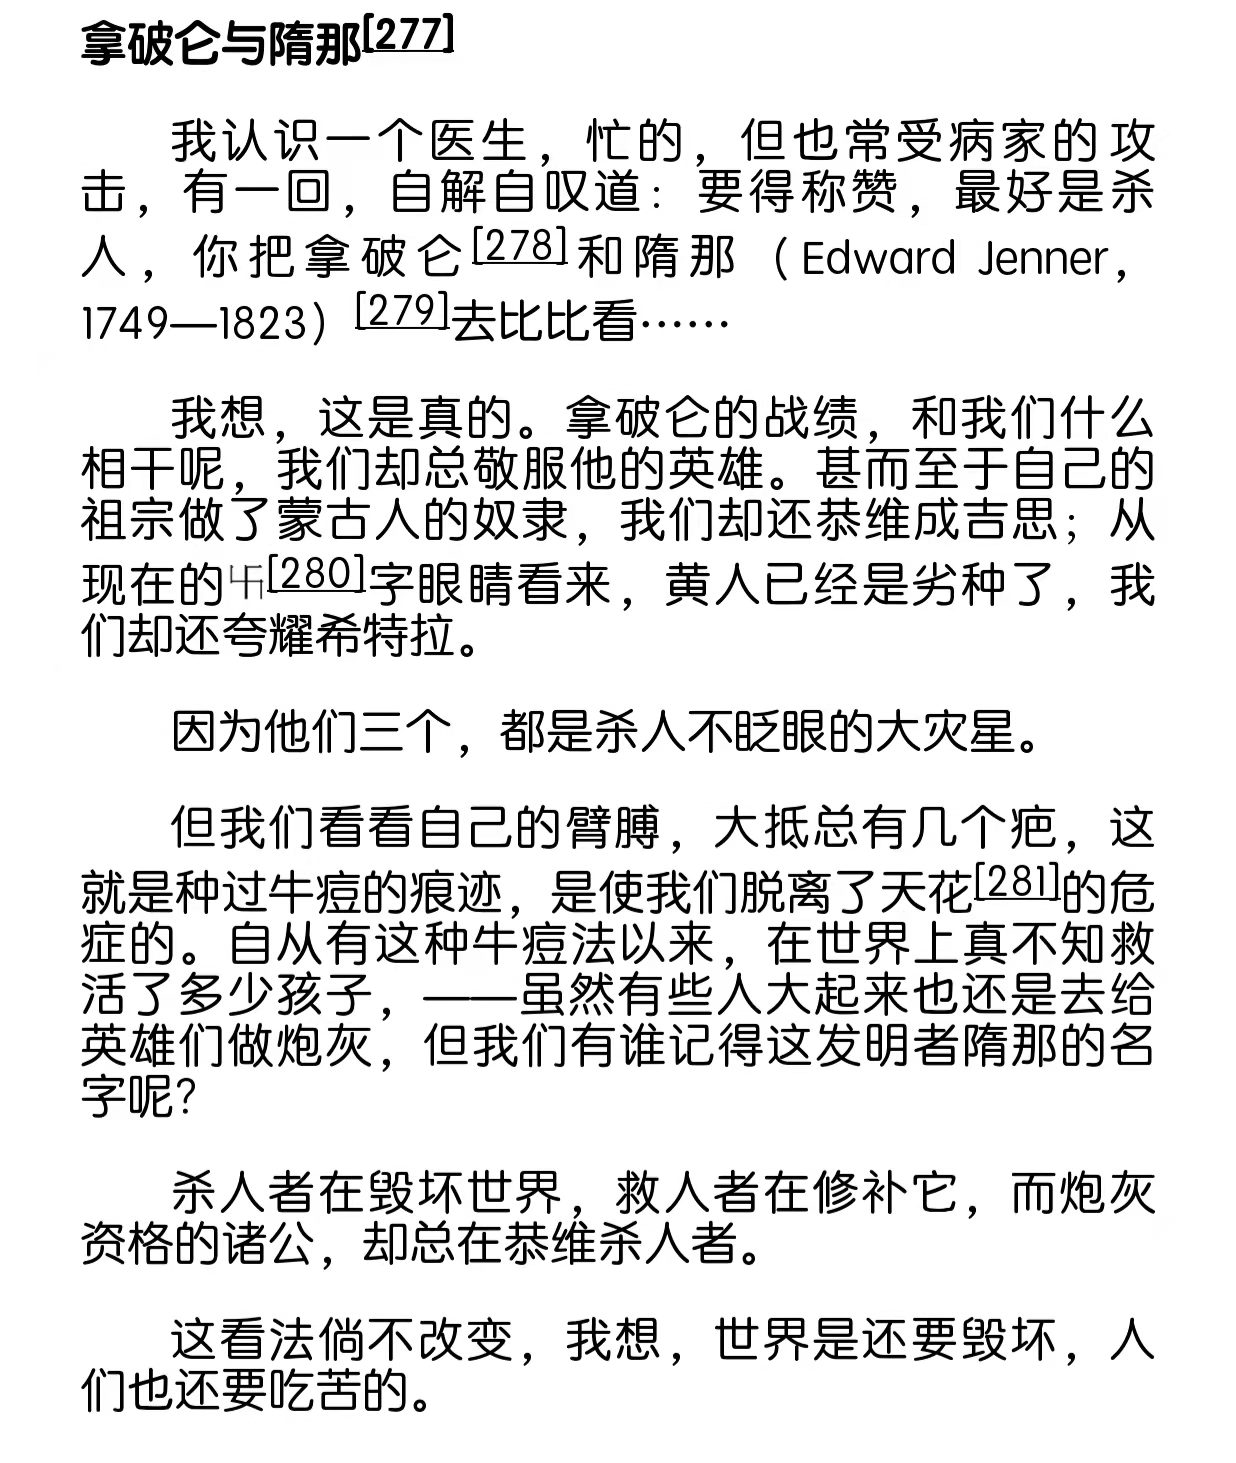 拿破仑与隋那[277]
我认识一个医生，忙的，但也常受病家的攻
击，有一回，自解自叹道：要得称赞，最好是杀
人，你把拿破仑[278]和隋那（Edward Jenner，
1749—1823）[279]去比比看……
我想，这是真的。拿破仑的战绩，和我们什么
相干呢，我们却总敬服他的英雄。甚而至于自己的
祖宗做了蒙古人的奴隶，我们却还恭维成吉思；从
现在的卐[280]字眼睛看来，黄人已经是劣种了，我
们却还夸耀希特拉。
因为他们三个，都是杀人不眨眼的大灾星。
但我们看看自己的臂膊，大抵总有几个疤，这
就是种过牛痘的痕迹，是使我们脱离了天花[281]的危
症的。自从有这种牛痘法以来，在世界上真不知救
活了多少孩子，——虽然有些人大起来也还是去给
英雄们做炮灰，但我们有谁记得这发明者隋那的名
字呢？
杀人者在毁坏世界，救人者在修补它，而炮灰
资格的诸公，却总在恭维杀人者。
这看法倘不改变，我想，世界是还要毁坏，人
们也还要吃苦的。